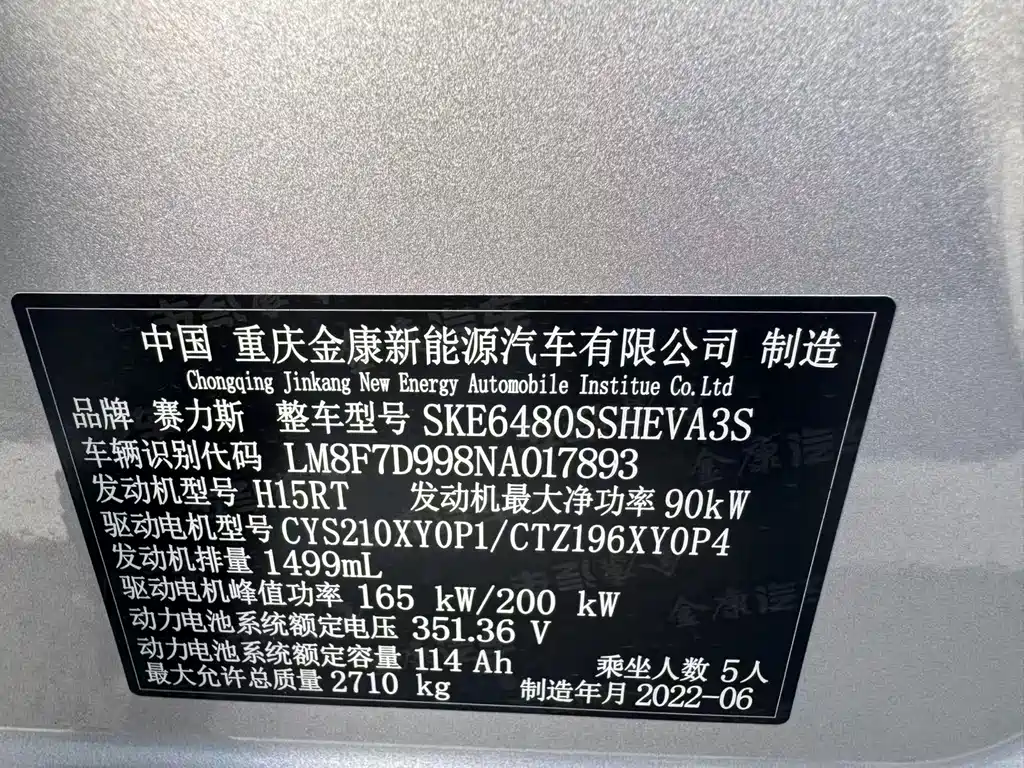 中国 重庆金康新能源汽车有限公司 制造
Chongqing Jinkang New Energy Automobile Institue Co.Ltd
品牌 赛力斯 整车型号 SKE6480SSHEVA3S
车辆识别代码 LM8F7D998NA017893
发动机型号 H15RT 发动机最大净功率 90kW
驱动电机型号 CYS210XY0P1/CTZ196XY0P4
发动机排量 1499mL
驱动电机峰值功率 165 kW/200 kW
动力电池系统额定电压 351.36 V
动力电池系统额定容量 114 Ah 乘坐人数 5人
最大允许总质量 2710 kg 制造年月 2022-06
金康汽
金康汽